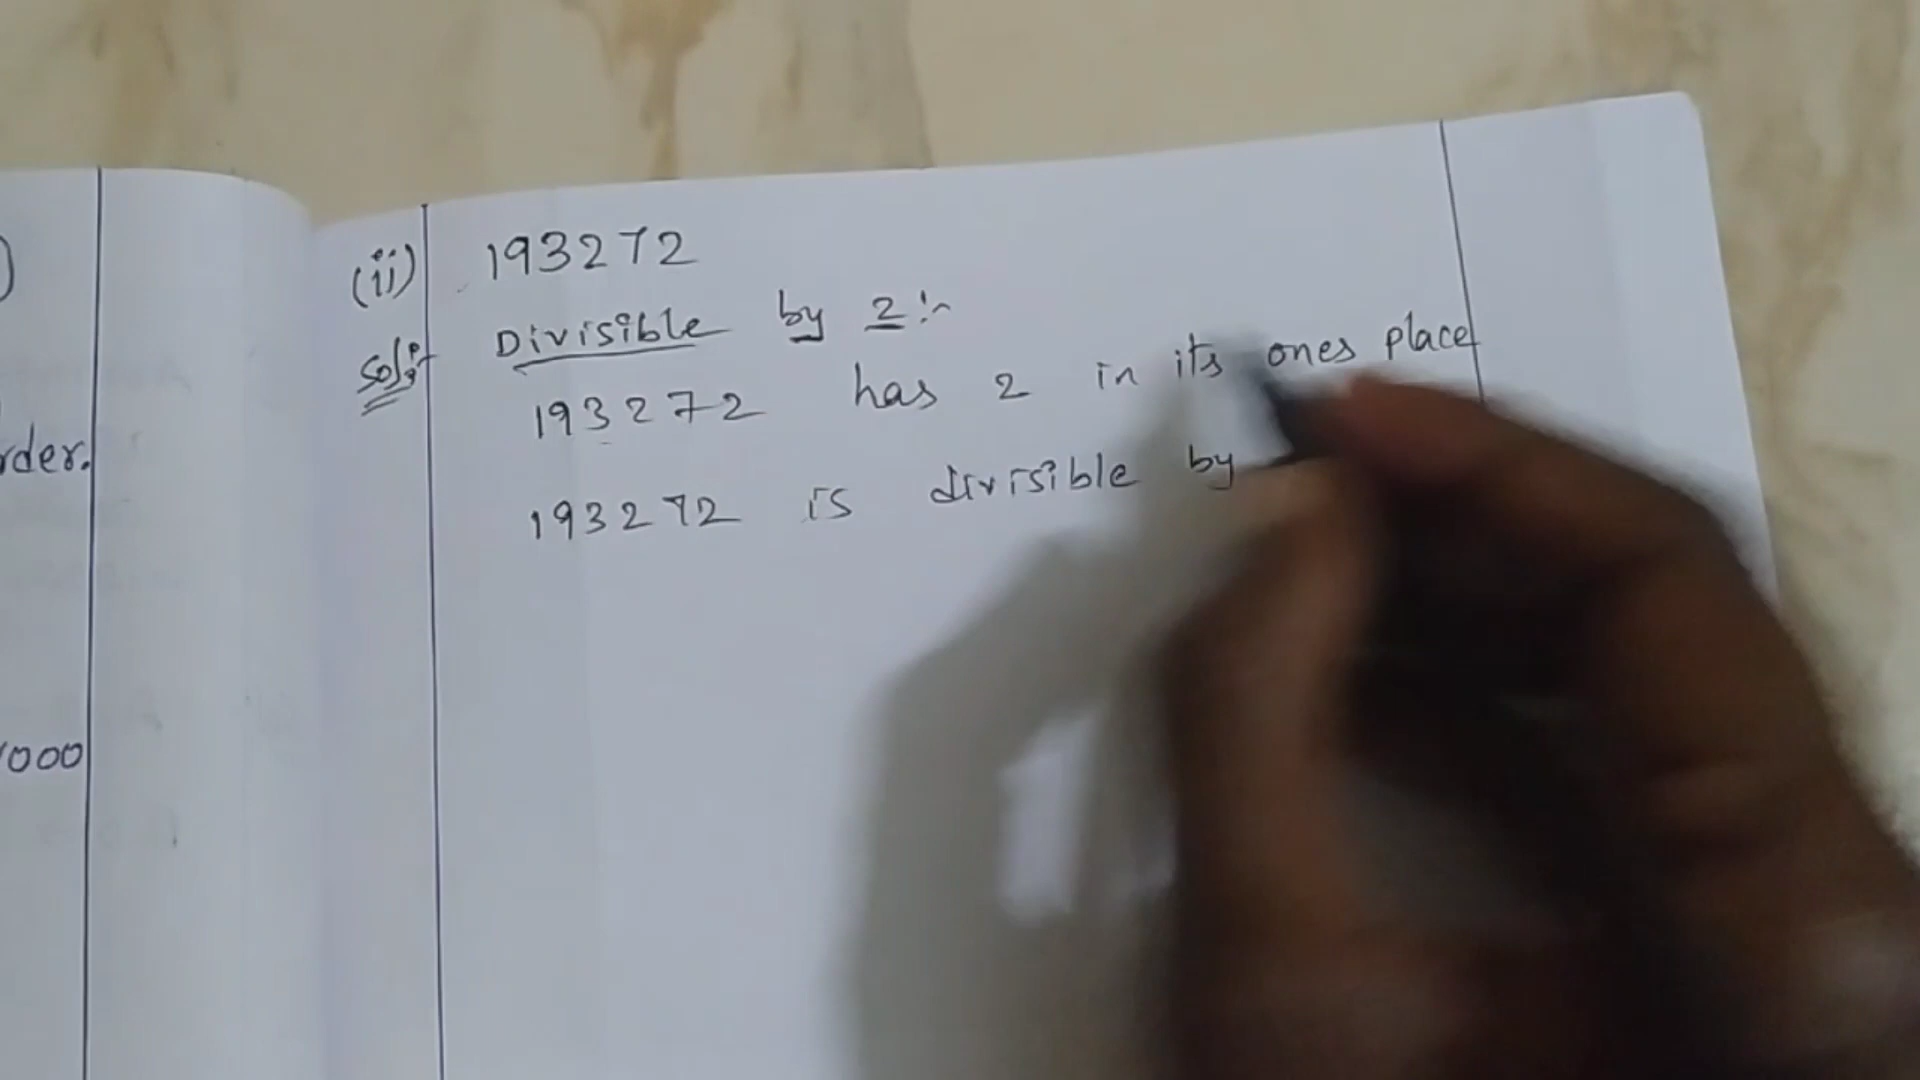 rder.
000
(ii) 193272
Sol:- Divisible by 2:-
193272 has 2 in its ones place
193272 is divisible by